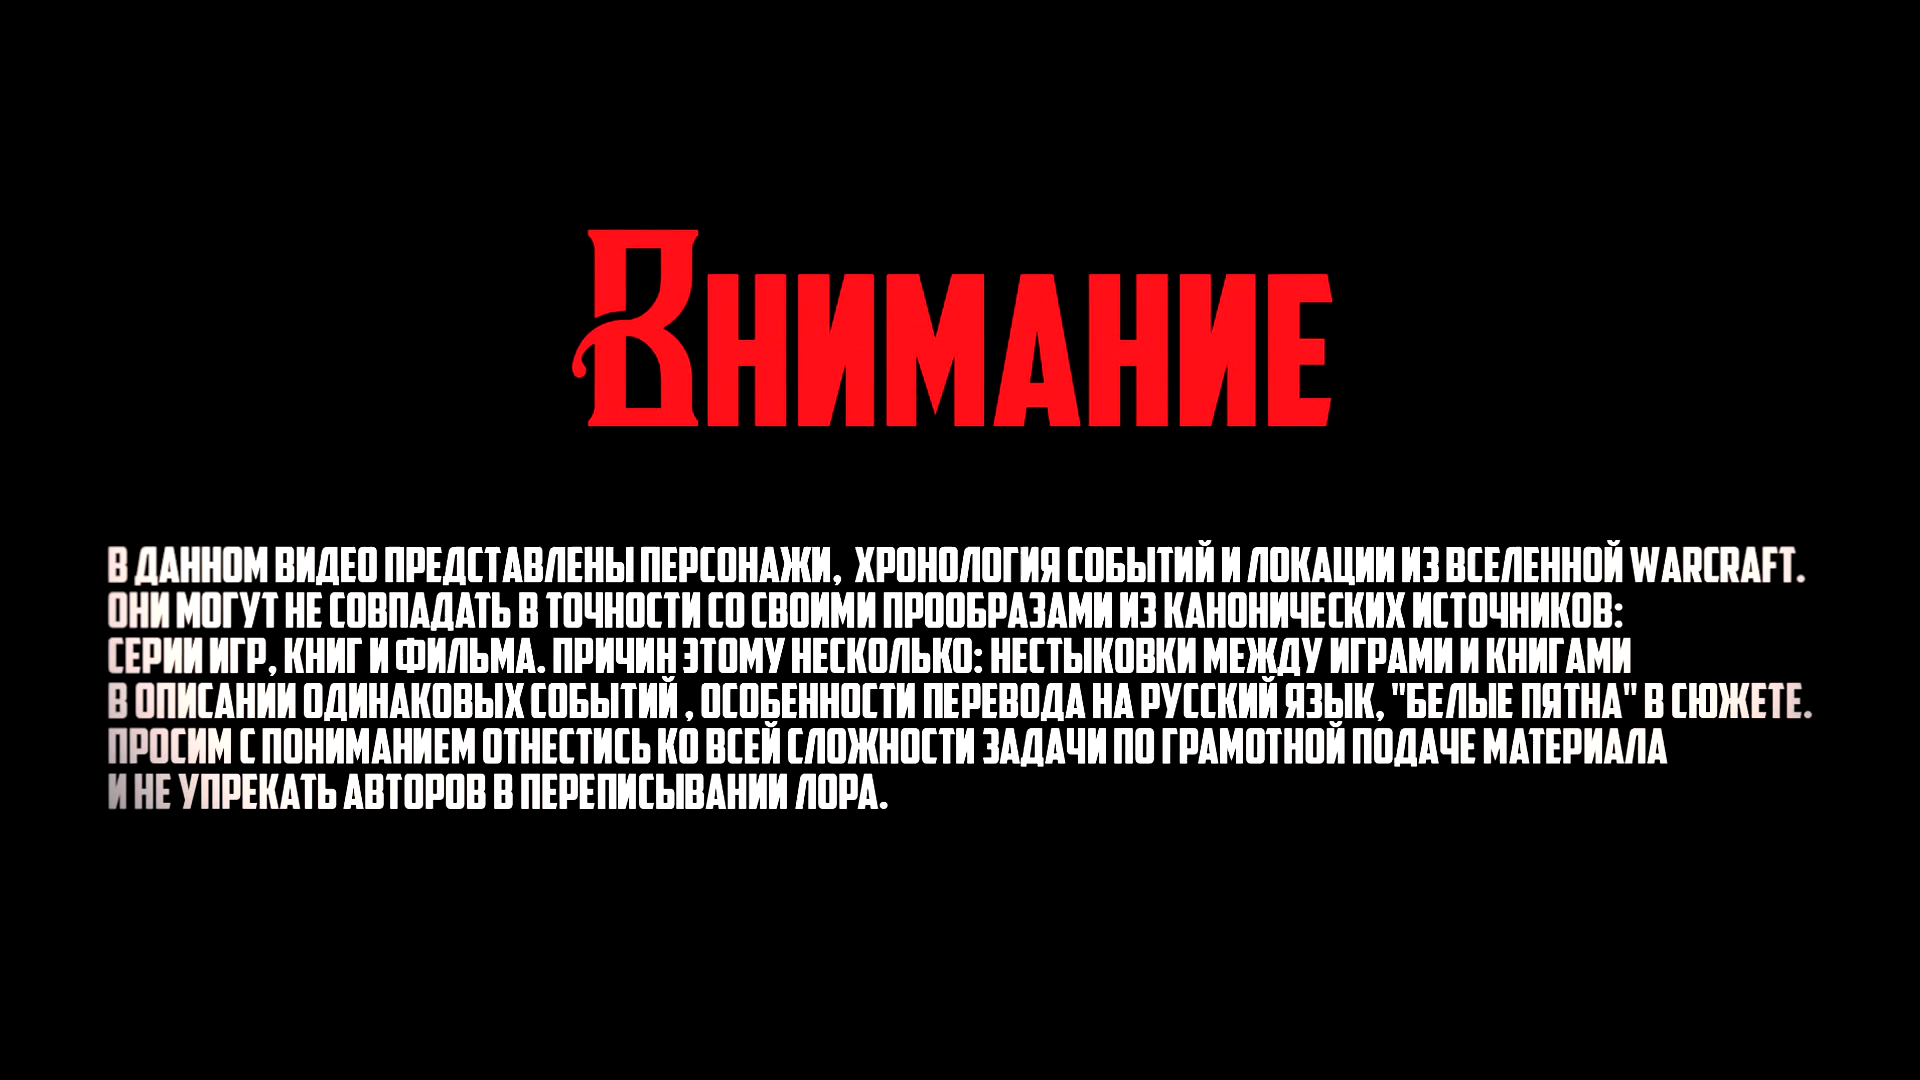 Внимание
В ДАННОМ ВИДЕО ПРЕДСТАВЛЕНЫ ПЕРСОНАЖИ, ХРОНОЛОГИЯ СОБЫТИЙ И ЛОКАЦИИ ИЗ ВСЕЛЕННОЙ WARCRAFT.
ОНИ МОГУТ НЕ СОВПАДАТЬ В ТОЧНОСТИ СО СВОИМИ ПРООБРАЗАМИ ИЗ КАНОНИЧЕСКИХ ИСТОЧНИКОВ:
СЕРИИ ИГР, КНИГ И ФИЛЬМА. ПРИЧИН ЭТОМУ НЕСКОЛЬКО: НЕСТЫКОВКИ МЕЖДУ ИГРАМИ И КНИГАМИ
В ОПИСАНИИ ОДИНАКОВЫХ СОБЫТИЙ , ОСОБЕННОСТИ ПЕРЕВОДА НА РУССКИЙ ЯЗЫК, "БЕЛЫЕ ПЯТНА" В СЮЖЕТЕ.
ПРОСИМ С ПОНИМАНИЕМ ОТНЕСТИСЬ КО ВСЕЙ СЛОЖНОСТИ ЗАДАЧИ ПО ГРАМОТНОЙ ПОДАЧЕ МАТЕРИАЛА
И НЕ УПРЕКАТЬ АВТОРОВ В ПЕРЕПИСЫВАНИИ ЛОРА.